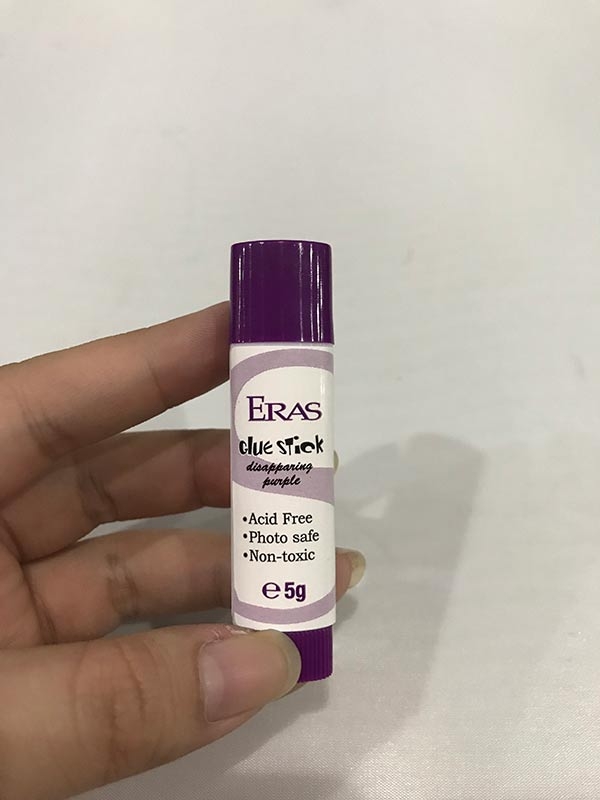 ERAS
Glue Stick
disapparing
purple
•Acid Free
•Photo safe
•Non-toxic
℮ 5g